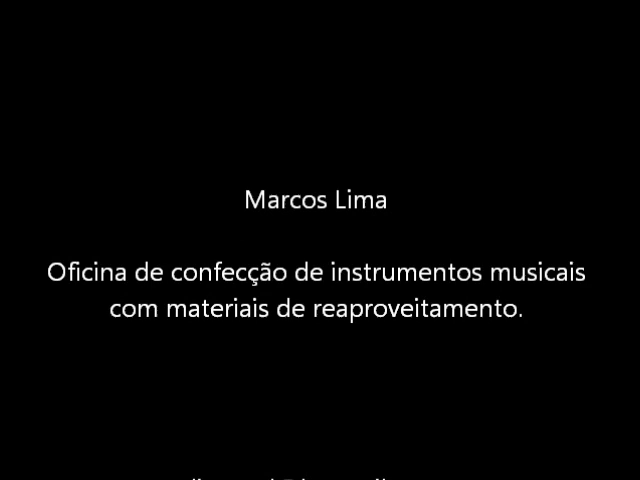 Marcos Lima
Oficina de confecção de instrumentos musicais
com materiais de reaproveitamento.